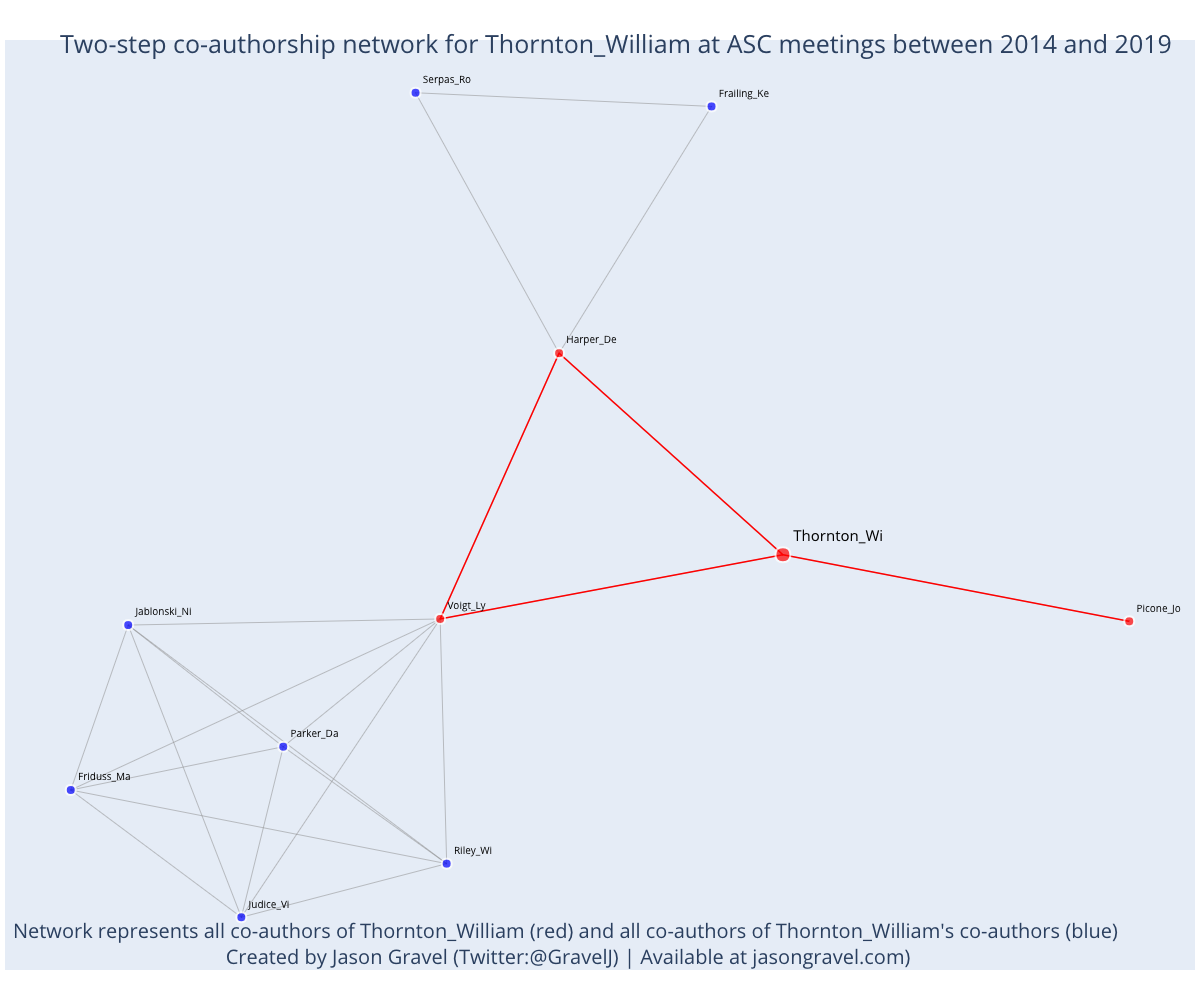 Two-step co-authorship network for Thornton_William at ASC meetings between 2014 and 2019
Serpas_Ro
Frailing_Ke
Harper_De
Thornton_Wi
Voigt_Ly
Picone_Jo
Jablonski_Ni
Parker_Da
Friduss_Ma
Riley_Wi
Judice_Vi
Network represents all co-authors of Thornton_William (red) and all co-authors of Thornton_William's co-authors (blue)
Created by Jason Gravel (Twitter:@GravelJ) | Available at jasongravel.com)